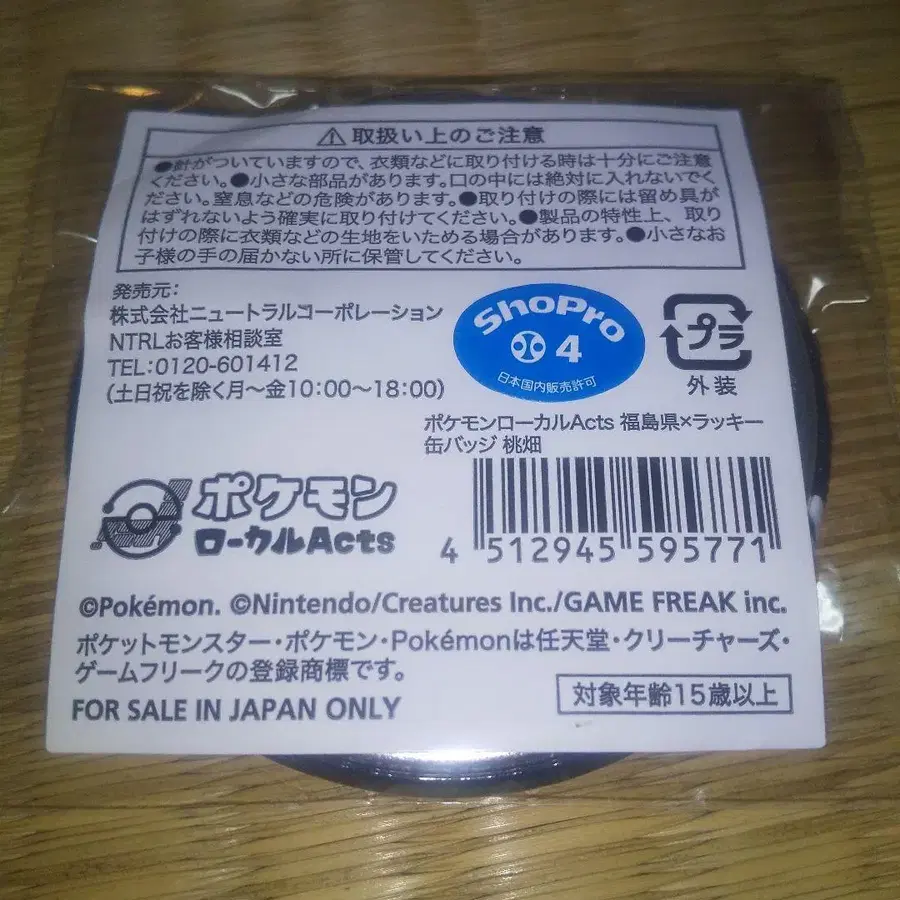 ⚠ 取扱い上のご注意
●針がついていますので、衣類などに取り付ける時は十分にご注意
ください。●小さな部品があります。口の中には絶対に入れないでく
ださい。窒息などの危険があります。●取り付けの際には留め具が
はずれないよう確実に取り付けてください。●製品の特性上、取り
付けの際に衣類などの生地をいためる場合があります。●小さなお
子様の手の届かない所に保管してください。
発売元:
株式会社ニュートラルコーポレーション
NTRLお客様相談室
TEL:0120-601412
(土日祝を除く月～金10:00～18:00)
ShoPro
4
日本国内販売許可
プラ
外装
ポケモンローカルActs 福島県×ラッキー
缶バッジ 桃畑
ポケモン
ローカルActs
4 512945 595771
©Pokémon. ©Nintendo/Creatures Inc./GAME FREAK inc.
ポケットモンスター・ポケモン・Pokémonは任天堂・クリーチャーズ・
ゲームフリークの登録商標です。
FOR SALE IN JAPAN ONLY
対象年齢15歳以上